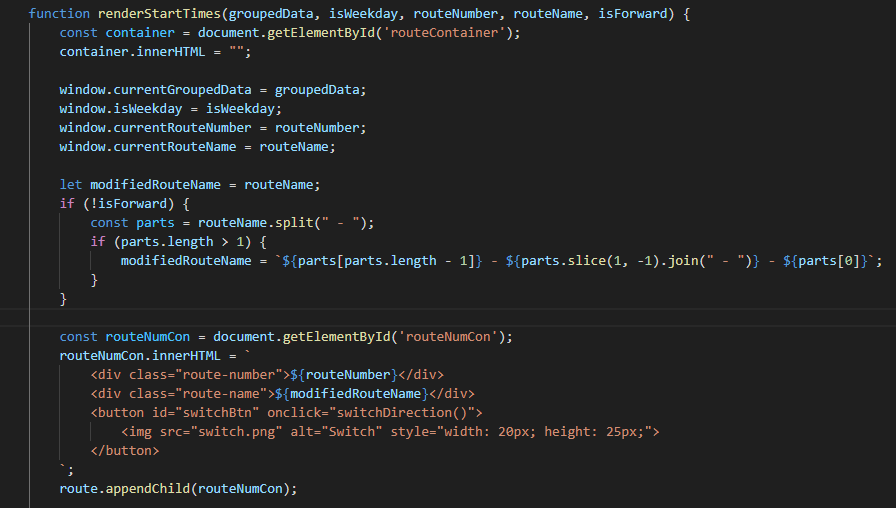 function renderStartTimes(groupedData, isWeekday, routeNumber, routeName, isForward) {
    const container = document.getElementById('routeContainer');
    container.innerHTML = "";

    window.currentGroupedData = groupedData;
    window.isWeekday = isWeekday;
    window.currentRouteNumber = routeNumber;
    window.currentRouteName = routeName;

    let modifiedRouteName = routeName;
    if (!isForward) {
        const parts = routeName.split(" - ");
        if (parts.length > 1) {
            modifiedRouteName = `${parts[parts.length - 1]} - ${parts.slice(1, -1).join(" - ")} - ${parts[0]}`;
        }
    }

    const routeNumCon = document.getElementById('routeNumCon');
    routeNumCon.innerHTML = `
        <div class="route-number">${routeNumber}</div>
        <div class="route-name">${modifiedRouteName}</div>
        <button id="switchBtn" onclick="switchDirection()">
            <img src="switch.png" alt="Switch" style="width: 20px; height: 25px;">
        </button>
    `;
    route.appendChild(routeNumCon);